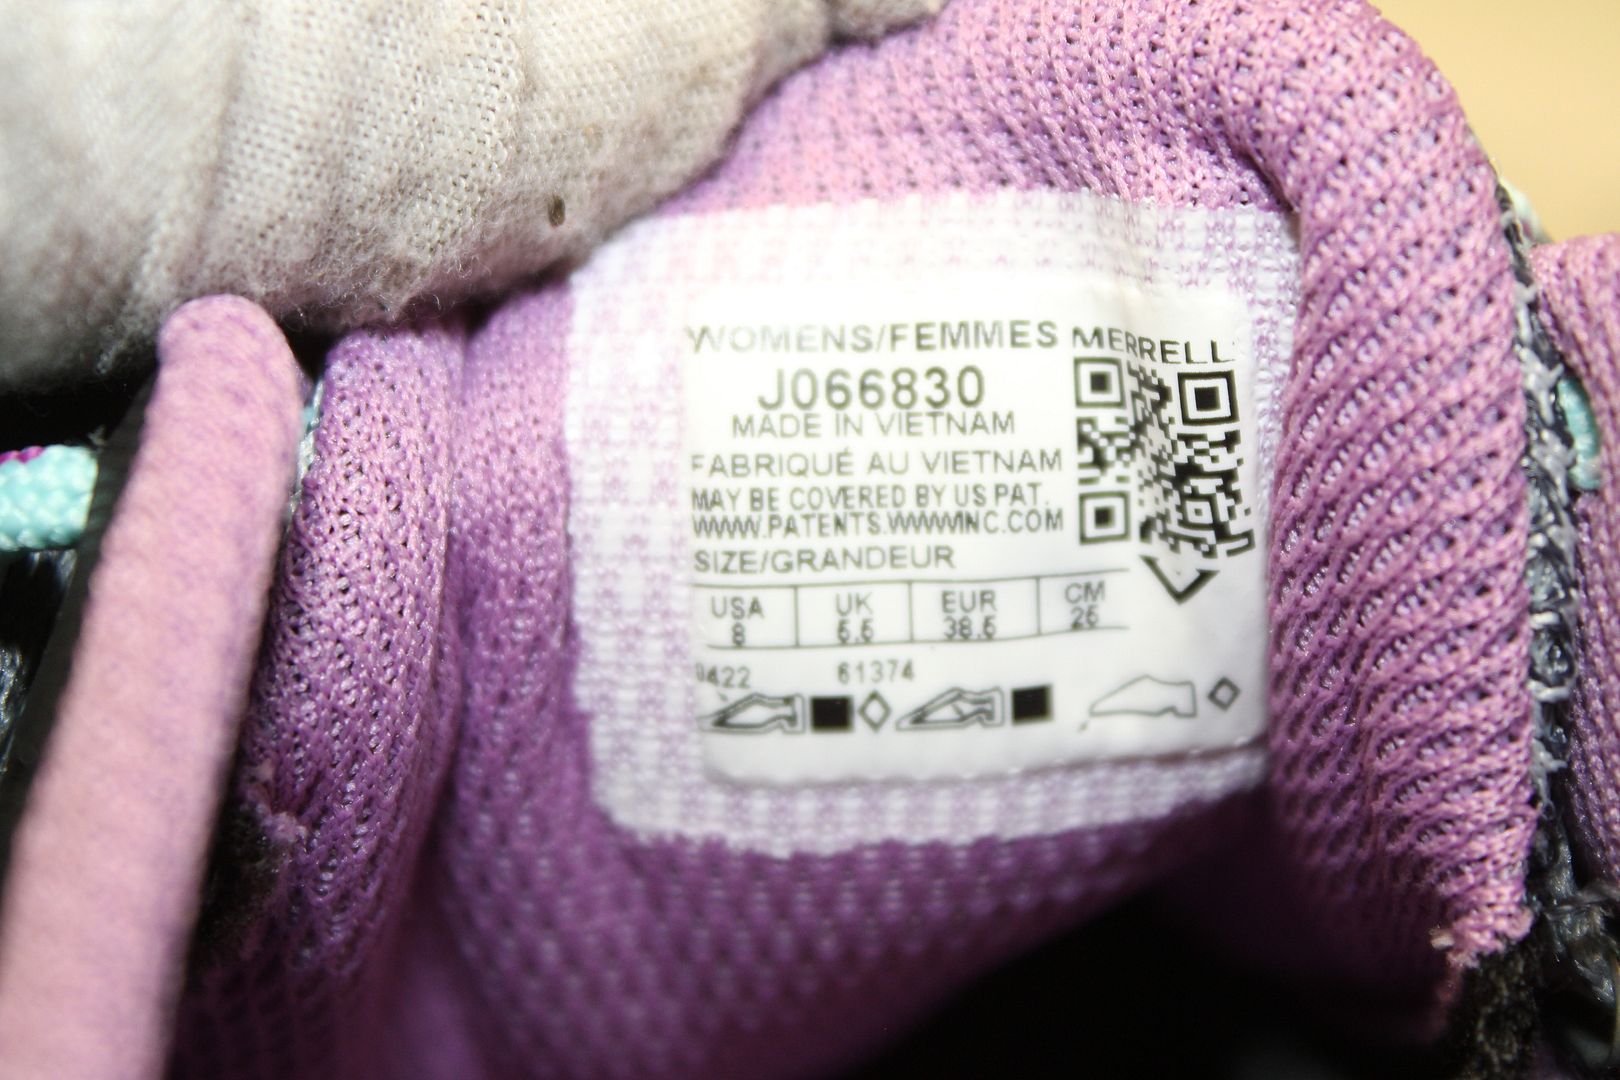 WOMENS/FEMMES MERRELL
J066830
MADE IN VIETNAM
FABRIQUÉ AU VIETNAM
MAY BE COVERED BY US PAT.
WWW.PATENTS.WWWINC.COM
SIZE/GRANDEUR
USA UK EUR CM
8 5.5 38.5 25
0422 61374